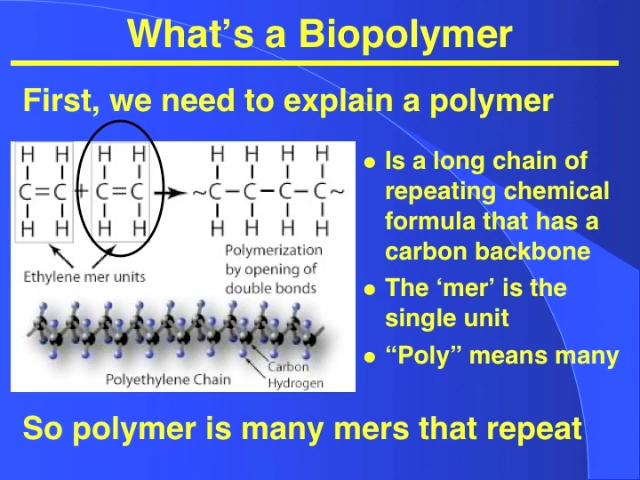 What’s a Biopolymer
First, we need to explain a polymer
H H H H H H H H
C=C + C=C ~C–C–C–C~
H H H H H H H H
Ethylene mer units
Polymerization
by opening of
double bonds
Carbon
Hydrogen
Polyethylene Chain
● Is a long chain of
repeating chemical
formula that has a
carbon backbone
● The ‘mer’ is the
single unit
● “Poly” means many
So polymer is many mers that repeat